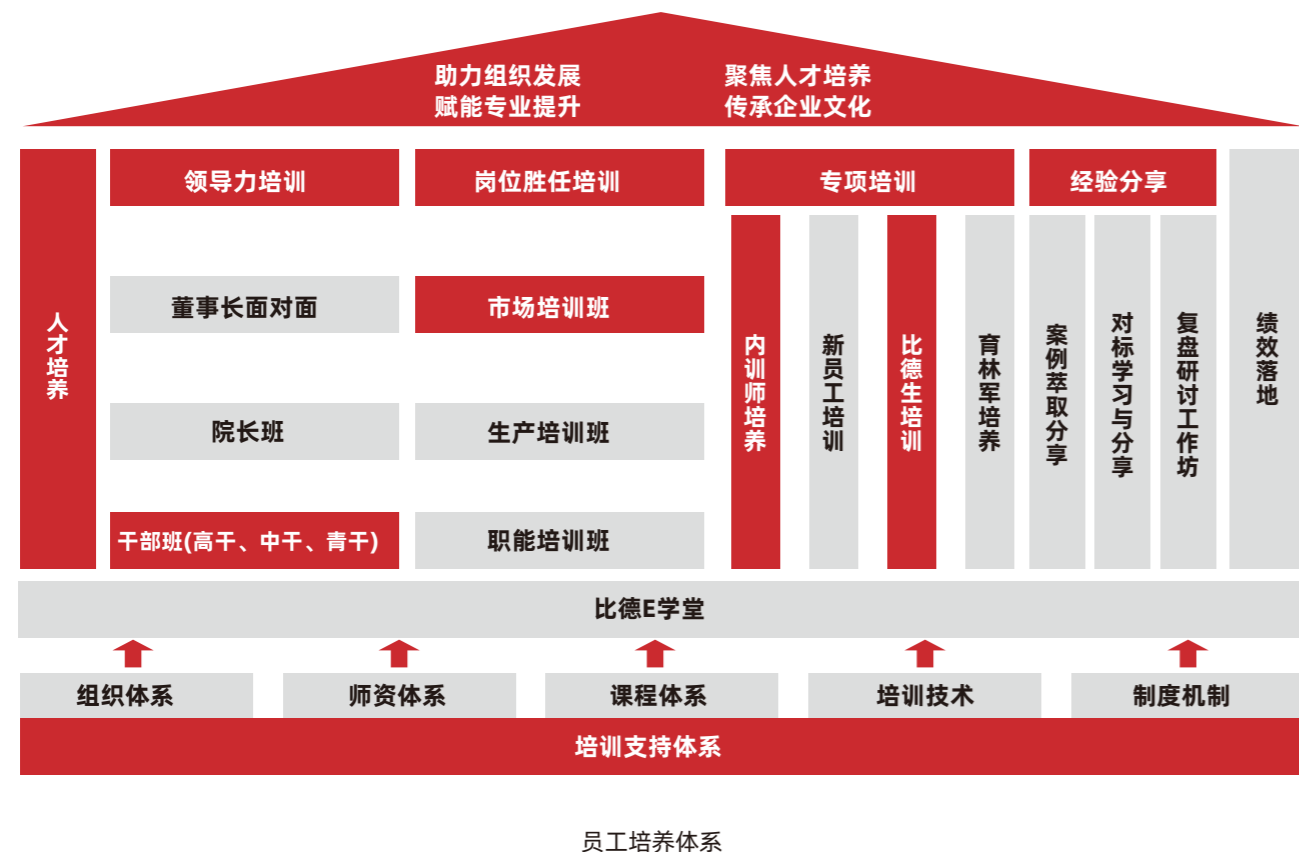 助力组织发展
赋能专业提升
聚焦人才培养
传承企业文化
人才培养
领导力培训
董事长面对面
院长班
干部班(高干、中干、青干)
岗位胜任培训
市场培训班
生产培训班
职能培训班
专项培训
内训师培养
新员工培训
比德生培训
育林军培养
经验分享
案例萃取分享
对标学习与分享
复盘研讨工作坊
绩效落地
比德E学堂
组织体系
师资体系
课程体系
培训技术
制度机制
培训支持体系
员工培养体系